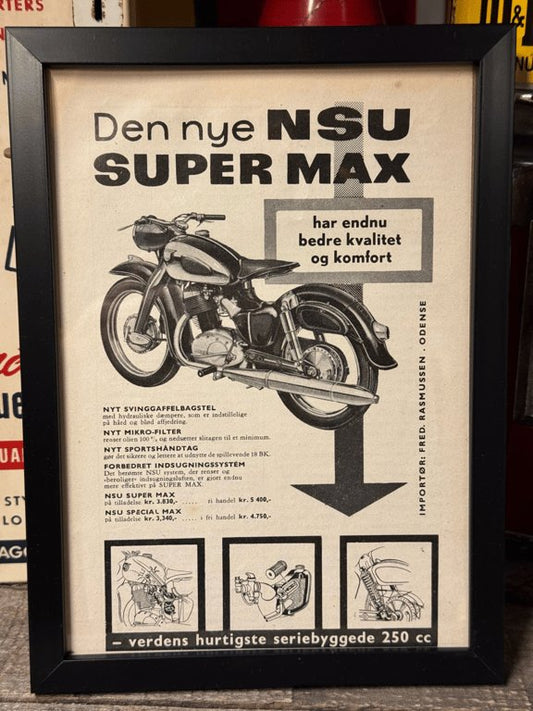 Den nye NSU
SUPER MAX
har endnu
bedre kvalitet
og komfort
NYT SVINGGAFFELBAGSTEL
med hydrauliske dæmpere, som er indstillelige
på hård og blød affjedring.
NYT MIKRO-FILTER
renser olien 100 % og nedsætter slitagen til et minimum.
NYT SPORTSHÅNDTAG
gør det sikrere og lettere at udnytte de spillevende 18 BK.
FORBEDRET INDSUGNINGSSYSTEM
Det berømte NSU system, der renser og
»beroliger« indsugningsluften, er gjort endnu
mere effektivt på SUPER MAX.
NSU SUPER MAX
på tilladelse kr. 3.830,- ..... i fri handel kr. 5 400,-
NSU SPECIAL MAX
på tilladelse kr. 3,340,- ..... i fri handel kr. 4.750,-
IMPORTØR: FRED. RASMUSSEN . ODENSE
– verdens hurtigste seriebyggede 250 cc